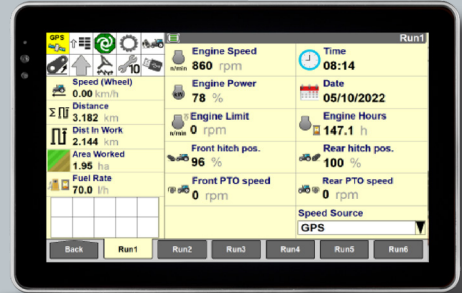 GPS
10
Run1
Engine Speed
n/min 860 rpm
Time
08:14
Speed (Wheel)
0.00 km/h
Engine Power
78 %
Date
05/10/2022
Distance
Σ 3.182 km
Engine Limit
n/min 0 rpm
Engine Hours
147.1 h
Dist In Work
2.144 km
Front hitch pos.
96 %
Rear hitch pos.
100 %
Area Worked
1.95 ha
Fuel Rate
70.0 l/h
Front PTO speed
0 rpm
Rear PTO speed
0 rpm
Speed Source
GPS
Back
Run1
Run2
Run3
Run4
Run5
Run6